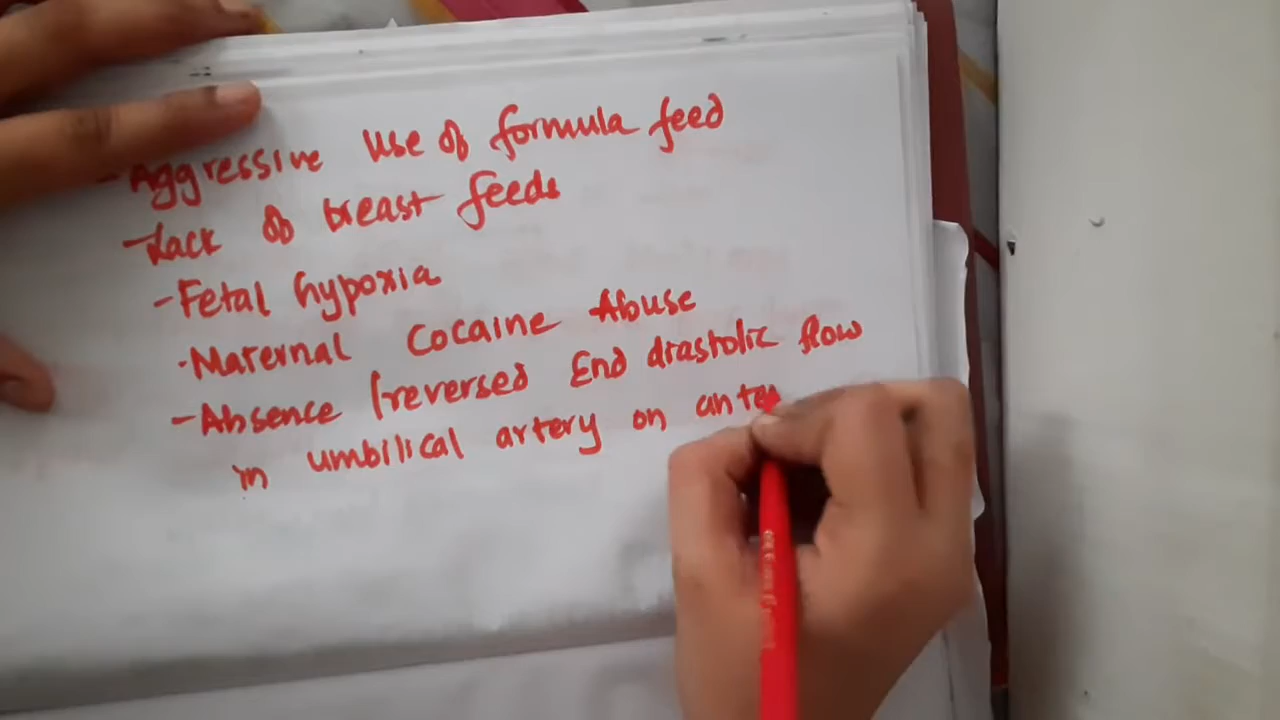 -Aggressive use of formula feed
-Lack of breast feeds
-Fetal hypoxia
-Maternal Cocaine Abuse
-Absence /reversed End diastolic flow
in umbilical artery on ante